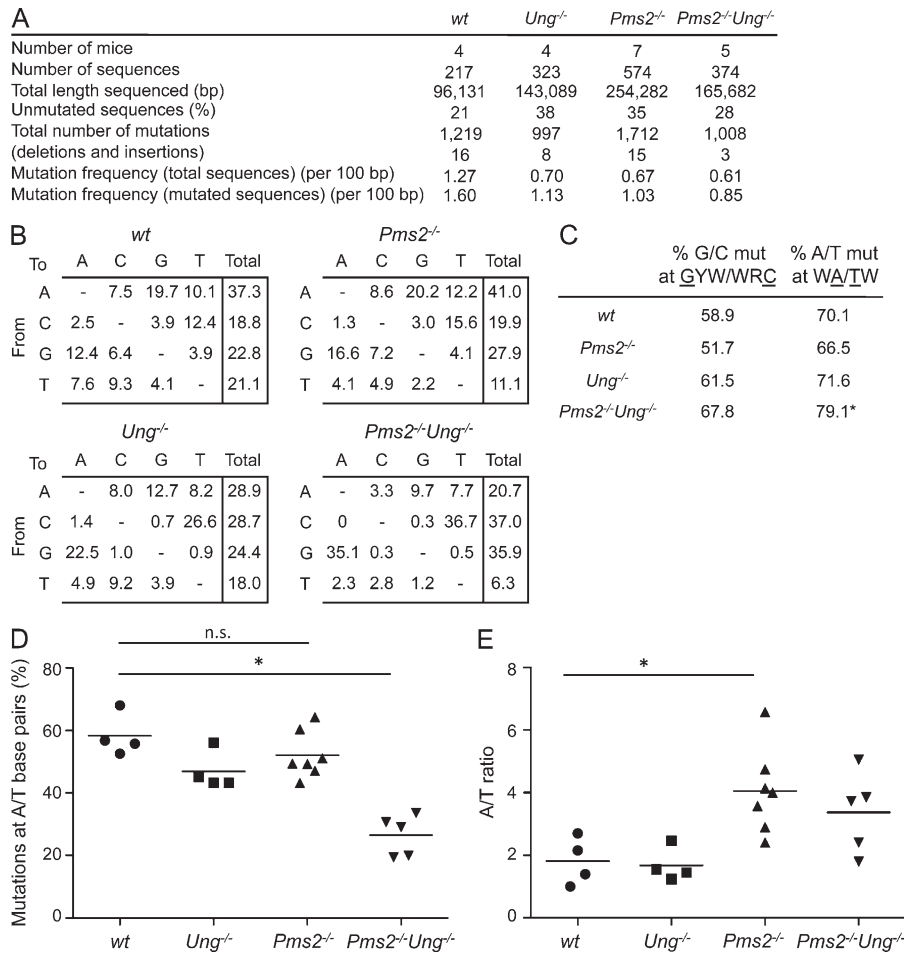 A
wt Ung-/- Pms2-/- Pms2-/-Ung-/-
Number of mice 4 4 7 5
Number of sequences 217 323 574 374
Total length sequenced (bp) 96,131 143,089 254,282 165,682
Unmutated sequences (%) 21 38 35 28
Total number of mutations 1,219 997 1,712 1,008
(deletions and insertions) 16 8 15 3
Mutation frequency (total sequences) (per 100 bp) 1.27 0.70 0.67 0.61
Mutation frequency (mutated sequences) (per 100 bp) 1.60 1.13 1.03 0.85
B
wt
To A C G T Total
From
A - 7.5 19.7 10.1 37.3
C 2.5 - 3.9 12.4 18.8
G 12.4 6.4 - 3.9 22.8
T 7.6 9.3 4.1 - 21.1
Pms2-/-
A C G T Total
A - 8.6 20.2 12.2 41.0
C 1.3 - 3.0 15.6 19.9
G 16.6 7.2 - 4.1 27.9
T 4.1 4.9 2.2 - 11.1
Ung-/-
To A C G T Total
From
A - 8.0 12.7 8.2 28.9
C 1.4 - 0.7 26.6 28.7
G 22.5 1.0 - 0.9 24.4
T 4.9 9.2 3.9 - 18.0
Pms2-/-Ung-/-
A C G T Total
A - 3.3 9.7 7.7 20.7
C 0 - 0.3 36.7 37.0
G 35.1 0.3 - 0.5 35.9
T 2.3 2.8 1.2 - 6.3
C
% G/C mut % A/T mut
at GYW/WRC at WA/TW
wt 58.9 70.1
Pms2-/- 51.7 66.5
Ung-/- 61.5 71.6
Pms2-/-Ung-/- 67.8 79.1*
D
n.s.
*
Mutations at A/T base pairs (%)
80
60
40
20
0
wt Ung-/- Pms2-/- Pms2-/-Ung-/-
E
*
A/T ratio
8
6
4
2
0
wt Ung-/- Pms2-/- Pms2-/-Ung-/-